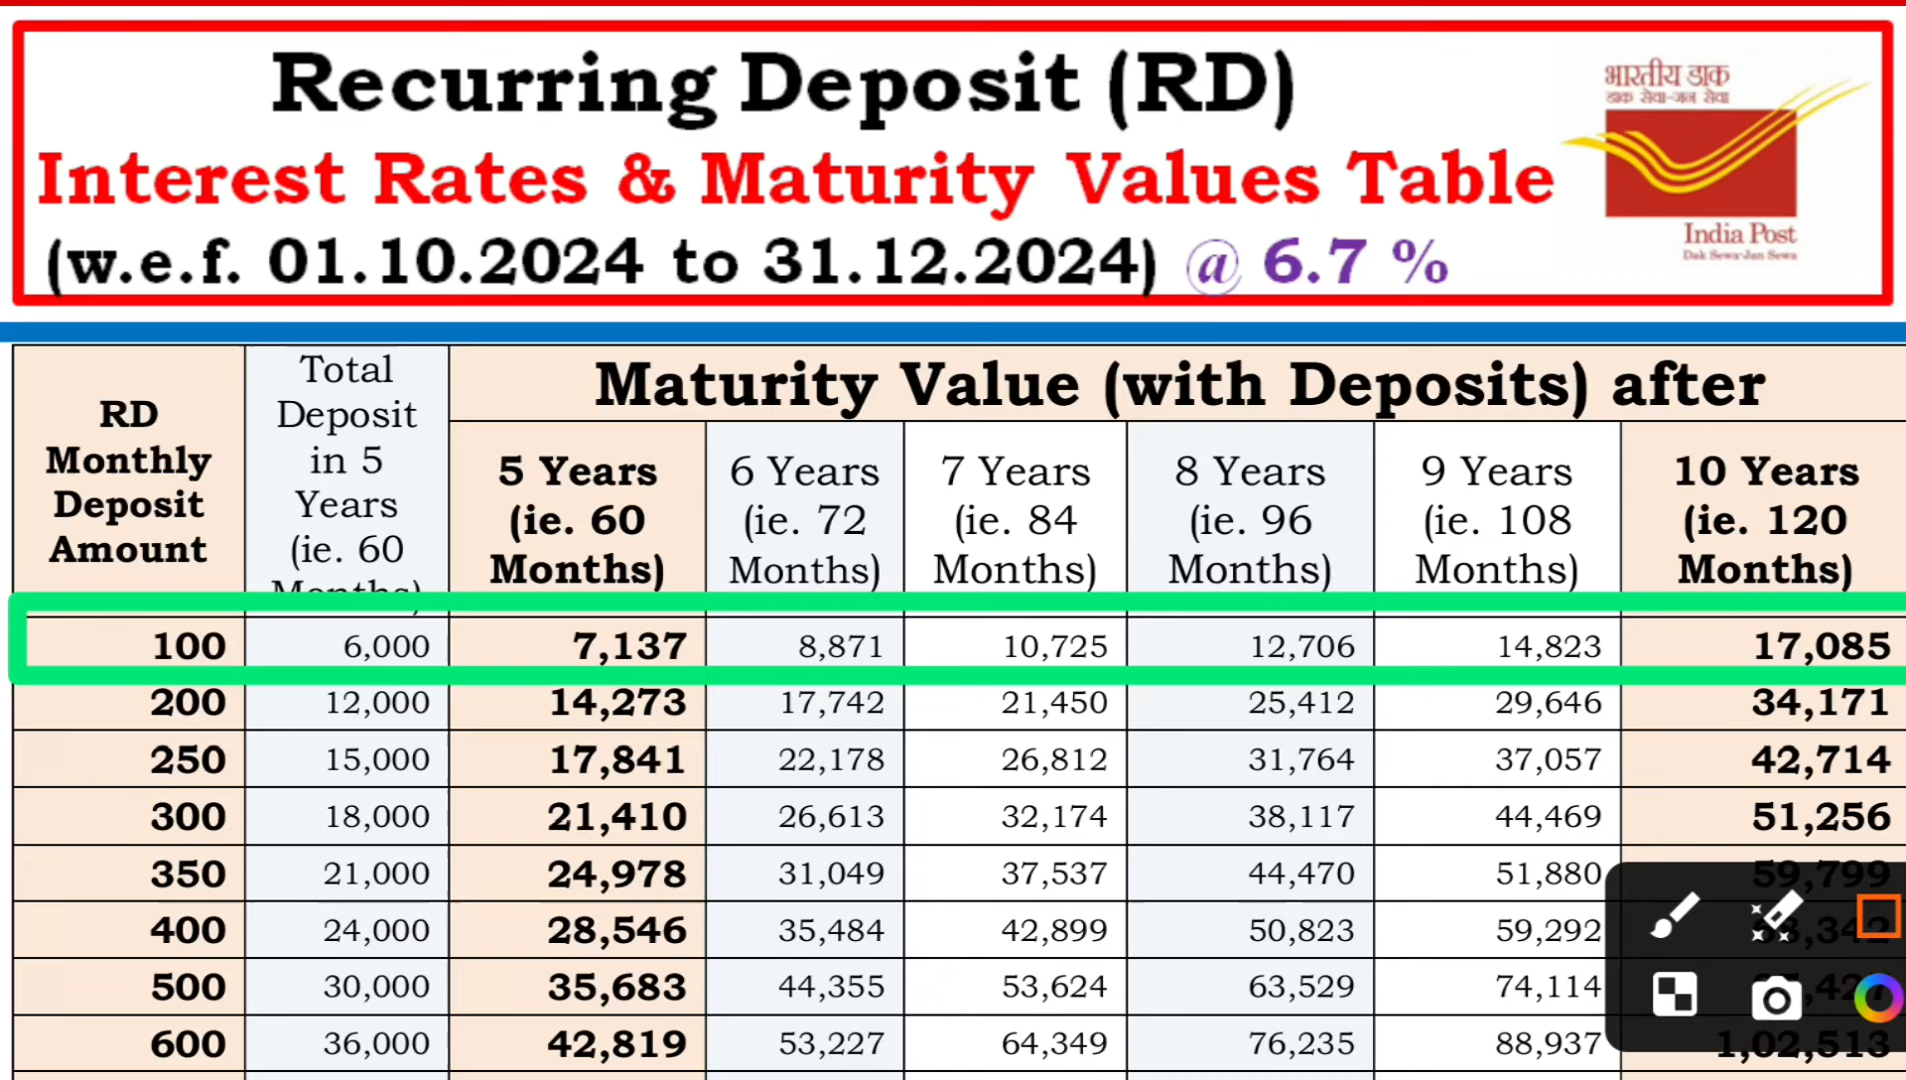 Recurring Deposit (RD)
Interest Rates & Maturity Values Table
(w.e.f. 01.10.2024 to 31.12.2024) @ 6.7 %
भारतीय डाक
डाक सेवा-जन सेवा
India Post
Dak Sewa-Jan Sewa
RD
Monthly
Deposit
Amount
Total
Deposit
in 5
Years
(ie. 60
Months)
Maturity Value (with Deposits) after
5 Years
(ie. 60
Months)
6 Years
(ie. 72
Months)
7 Years
(ie. 84
Months)
8 Years
(ie. 96
Months)
9 Years
(ie. 108
Months)
10 Years
(ie. 120
Months)
100 6,000 7,137 8,871 10,725 12,706 14,823 17,085
200 12,000 14,273 17,742 21,450 25,412 29,646 34,171
250 15,000 17,841 22,178 26,812 31,764 37,057 42,714
300 18,000 21,410 26,613 32,174 38,117 44,469 51,256
350 21,000 24,978 31,049 37,537 44,470 51,880 59,799
400 24,000 28,546 35,484 42,899 50,823 59,292
500 30,000 35,683 44,355 53,624 63,529 74,114
600 36,000 42,819 53,227 64,349 76,235 88,937 1,02,513